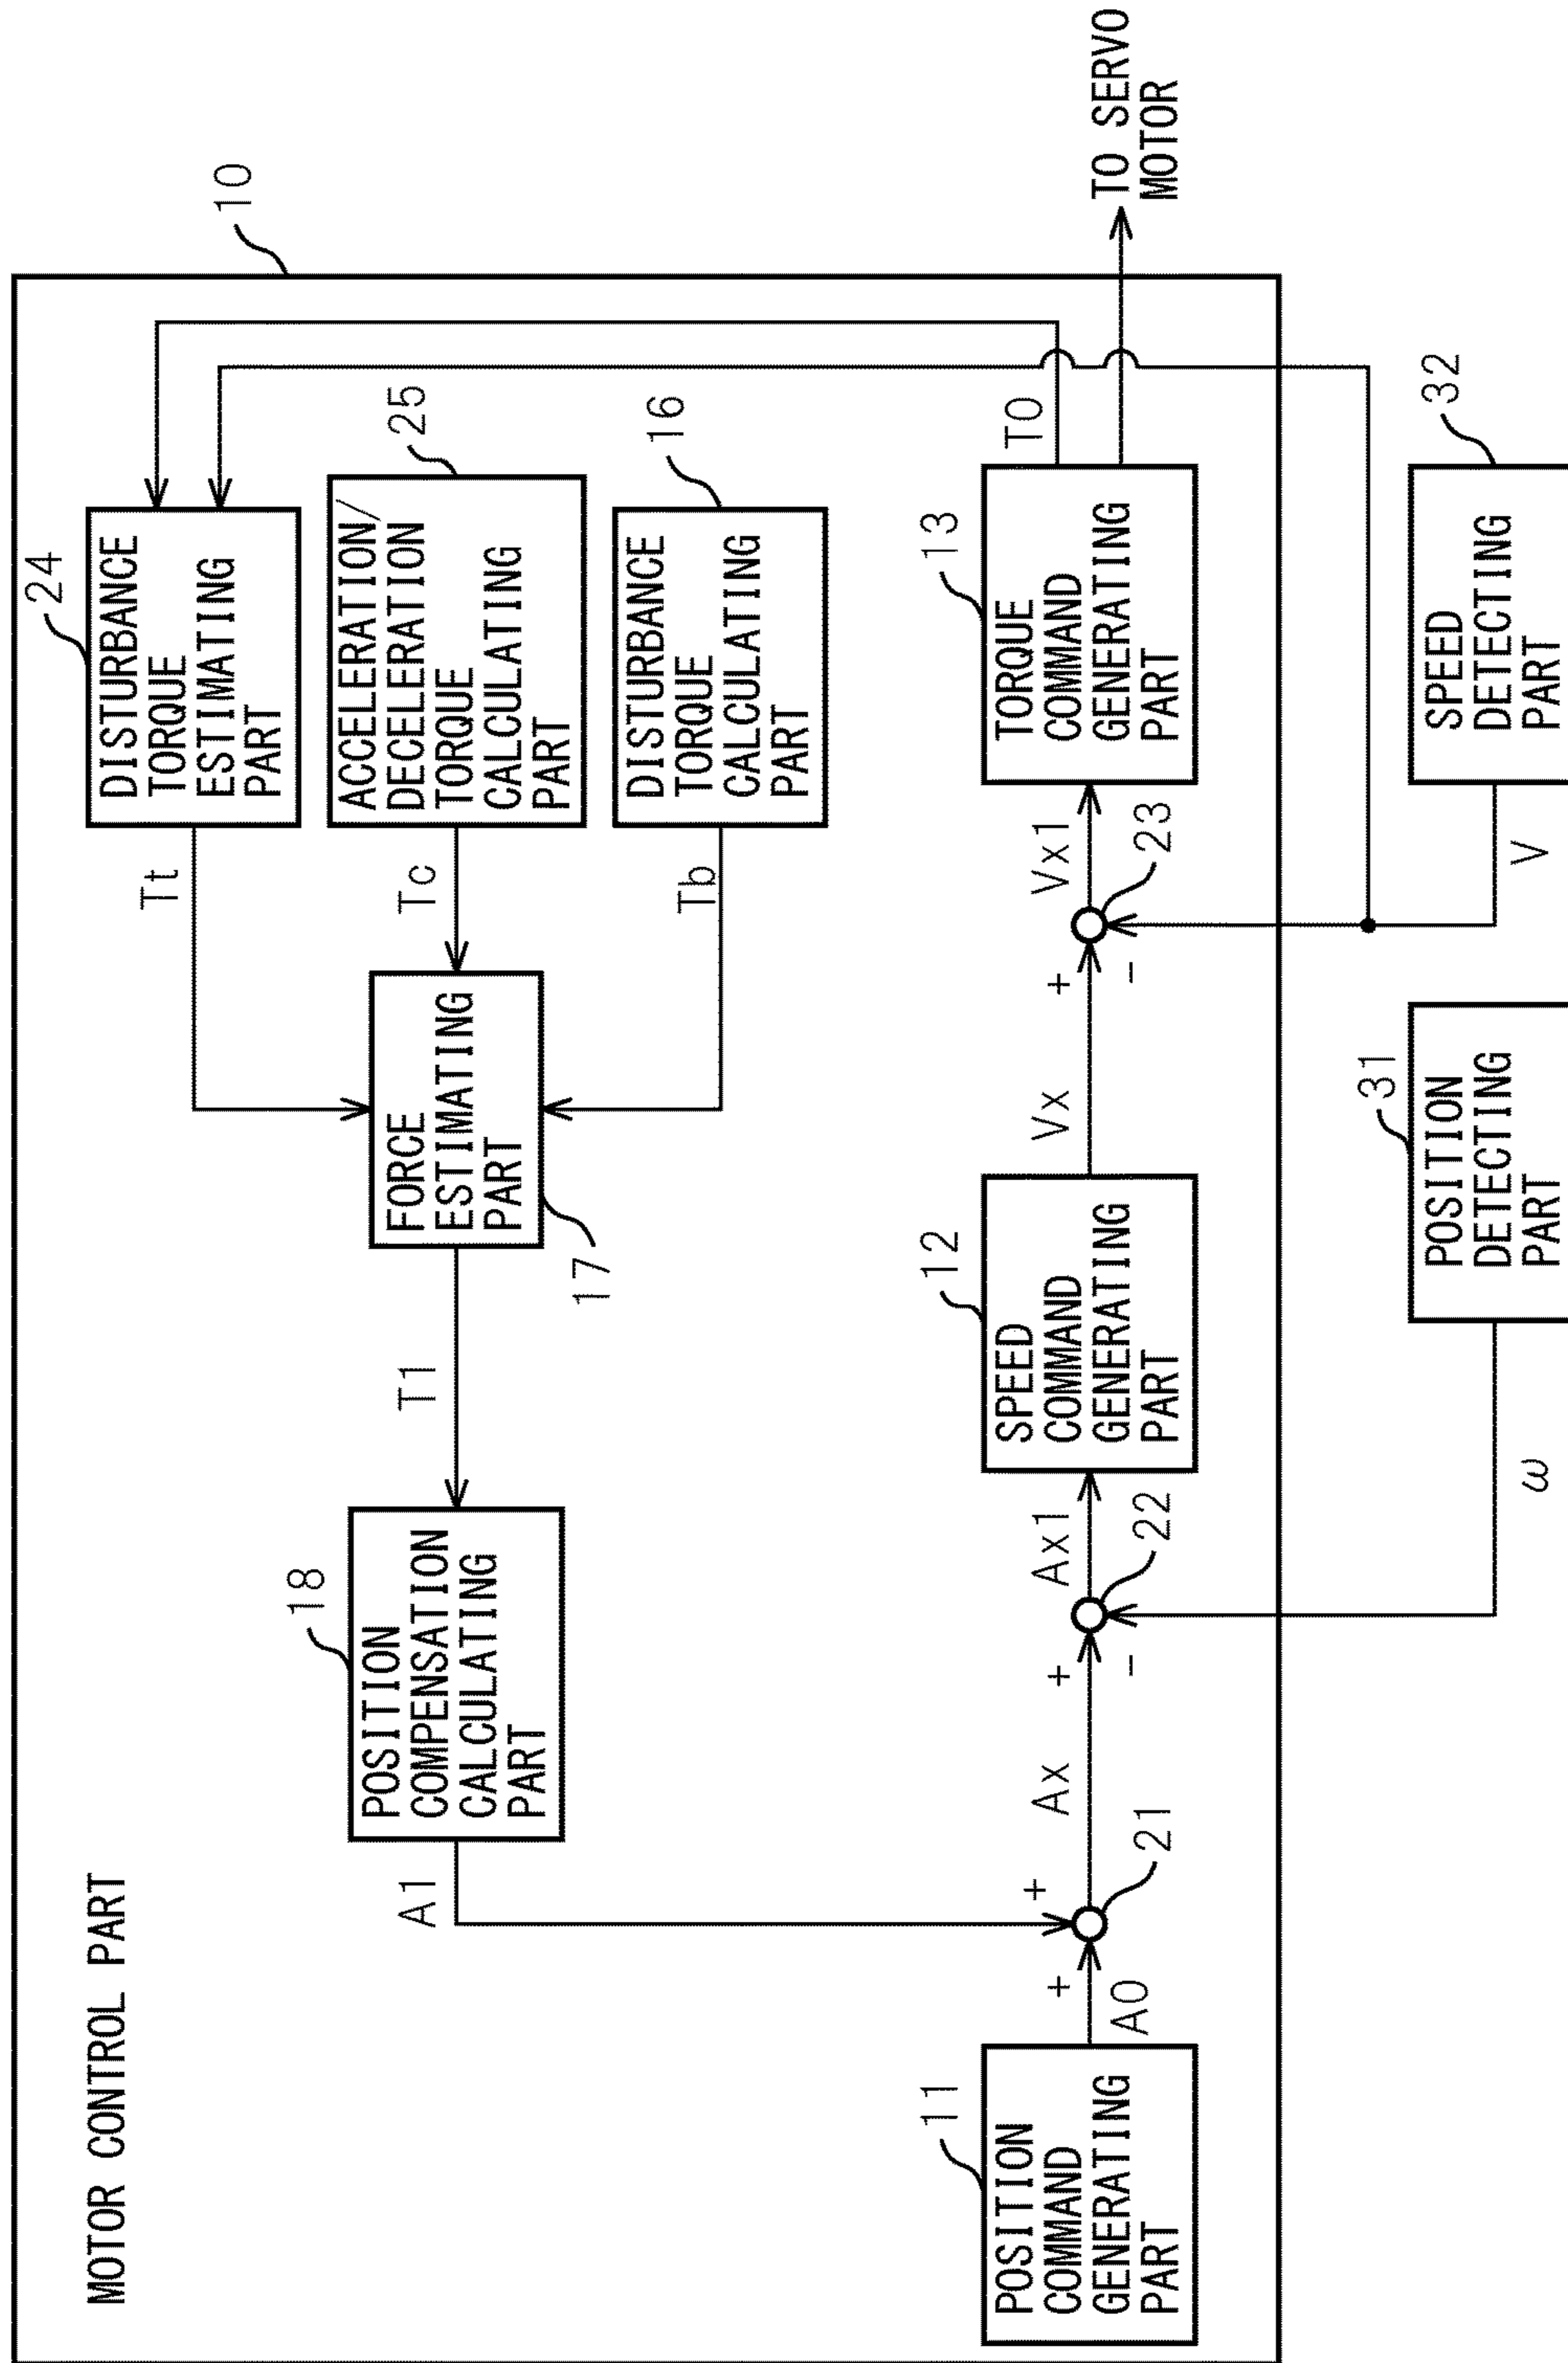 MOTOR CONTROL PART
10
18
POSITION
COMPENSATION
CALCULATING
PART
A1
T1
FORCE
ESTIMATING
PART
17
Tt
Tc
Tb
24
DISTURBANCE
TORQUE
ESTIMATING
PART
25
ACCELERATION/
DECELERATION
TORQUE
CALCULATING
PART
16
DISTURBANCE
TORQUE
CALCULATING
PART
11
POSITION
COMMAND
GENERATING
PART
A0
+
+
21
Ax
+
-
22
Ax1
12
SPEED
COMMAND
GENERATING
PART
Vx
+
-
23
Vx1
13
TORQUE
COMMAND
GENERATING
PART
T0
TO SERVO
MOTOR
ω
31
POSITION
DETECTING
PART
V
32
SPEED
DETECTING
PART